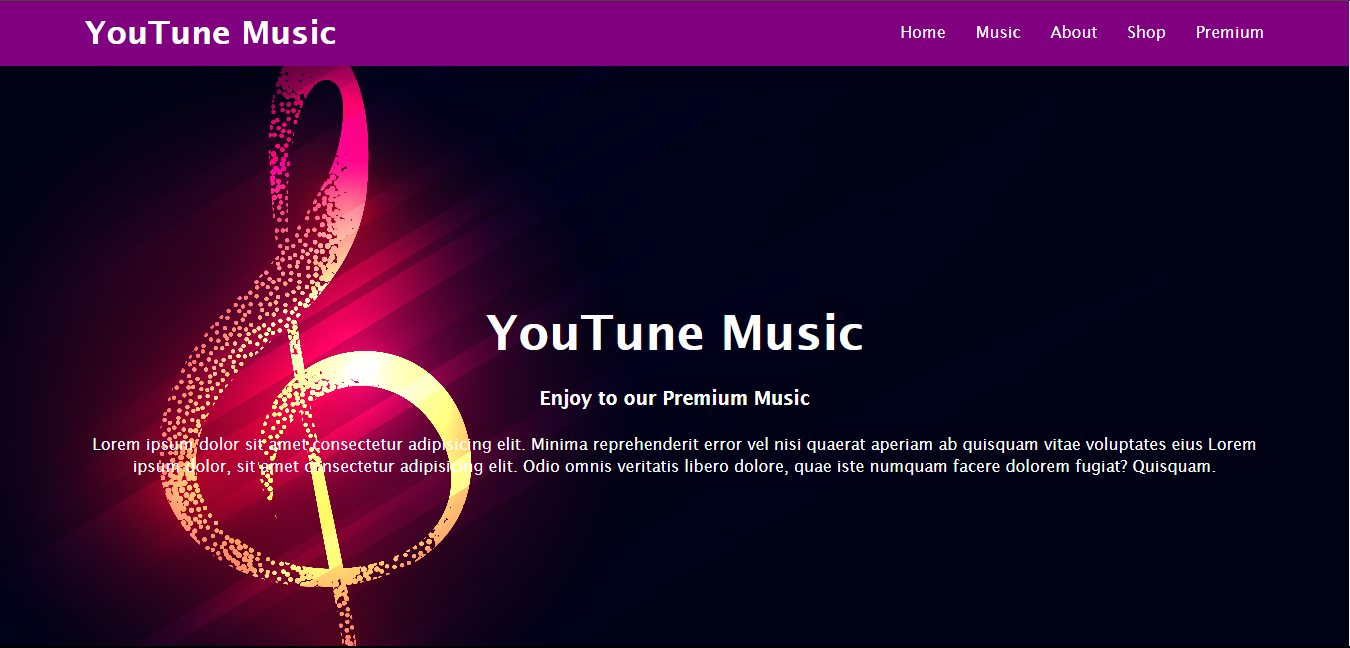 YouTune Music
Home Music About Shop Premium
YouTune Music
Enjoy to our Premium Music
Lorem ipsum dolor sit amet consectetur adipisicing elit. Minima reprehenderit error vel nisi quaerat aperiam ab quisquam vitae voluptates eius Lorem
ipsum dolor, sit amet consectetur adipisicing elit. Odio omnis veritatis libero dolore, quae iste numquam facere dolorem fugiat? Quisquam.